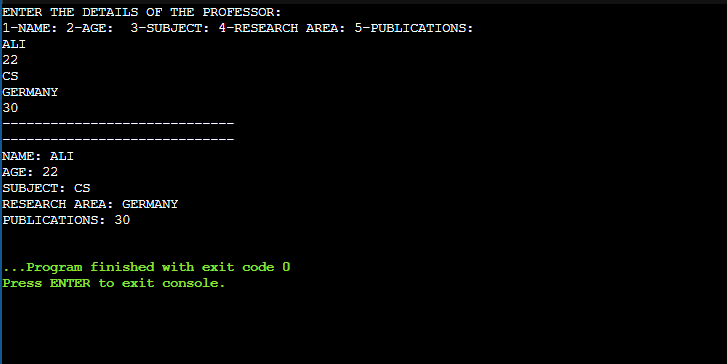 ENTER THE DETAILS OF THE PROFESSOR:
1-NAME: 2-AGE:  3-SUBJECT: 4-RESEARCH AREA: 5-PUBLICATIONS:
ALI
22
CS
GERMANY
30
-----------------------------
-----------------------------
NAME: ALI
AGE: 22
SUBJECT: CS
RESEARCH AREA: GERMANY
PUBLICATIONS: 30
...Program finished with exit code 0
Press ENTER to exit console.